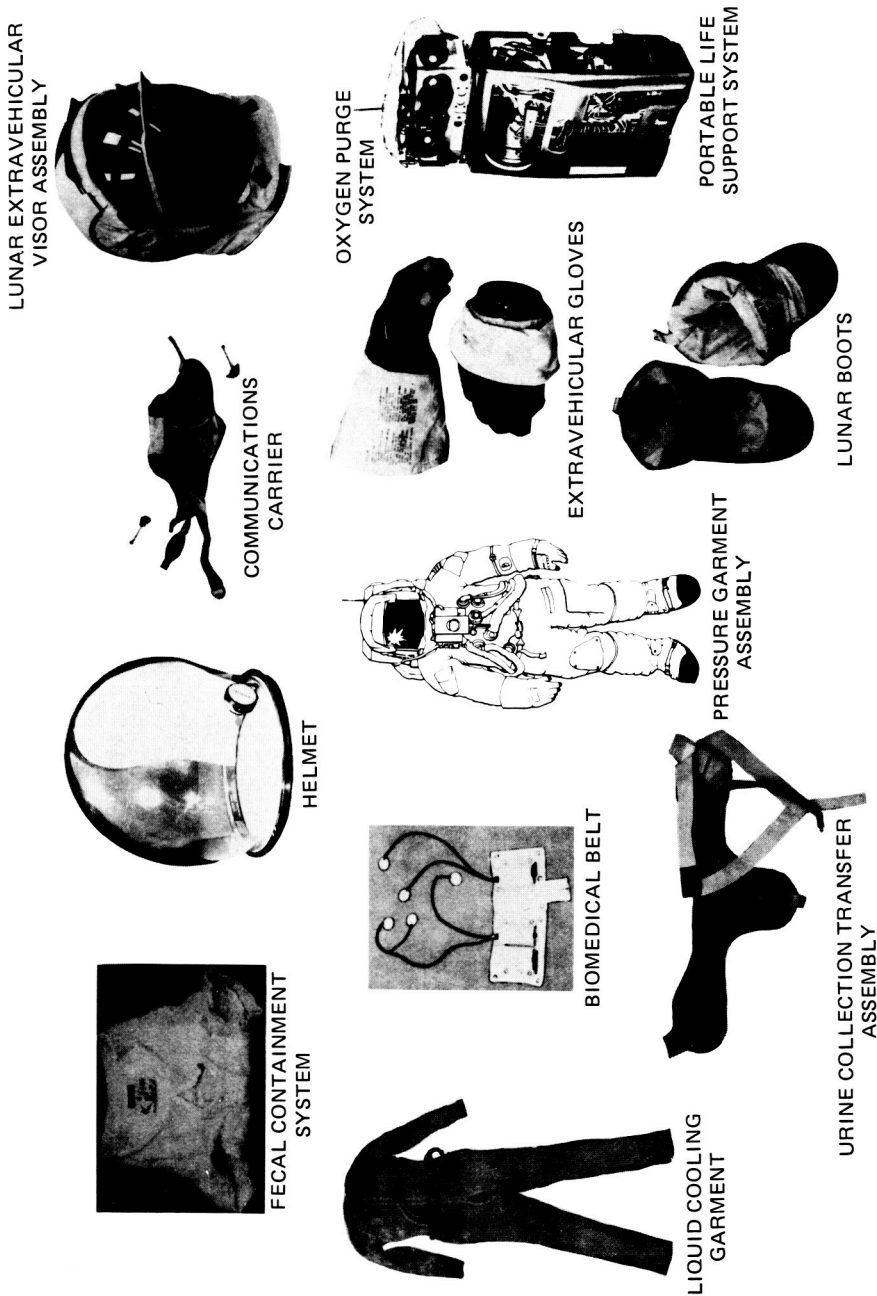 FECAL CONTAINMENT
SYSTEM
HELMET
COMMUNICATIONS
CARRIER
LUNAR EXTRAVEHICULAR
VISOR ASSEMBLY
LIQUID COOLING
GARMENT
BIOMEDICAL BELT
URINE COLLECTION TRANSFER
ASSEMBLY
PRESSURE GARMENT
ASSEMBLY
EXTRAVEHICULAR GLOVES
LUNAR BOOTS
OXYGEN PURGE
SYSTEM
PORTABLE LIFE
SUPPORT SYSTEM